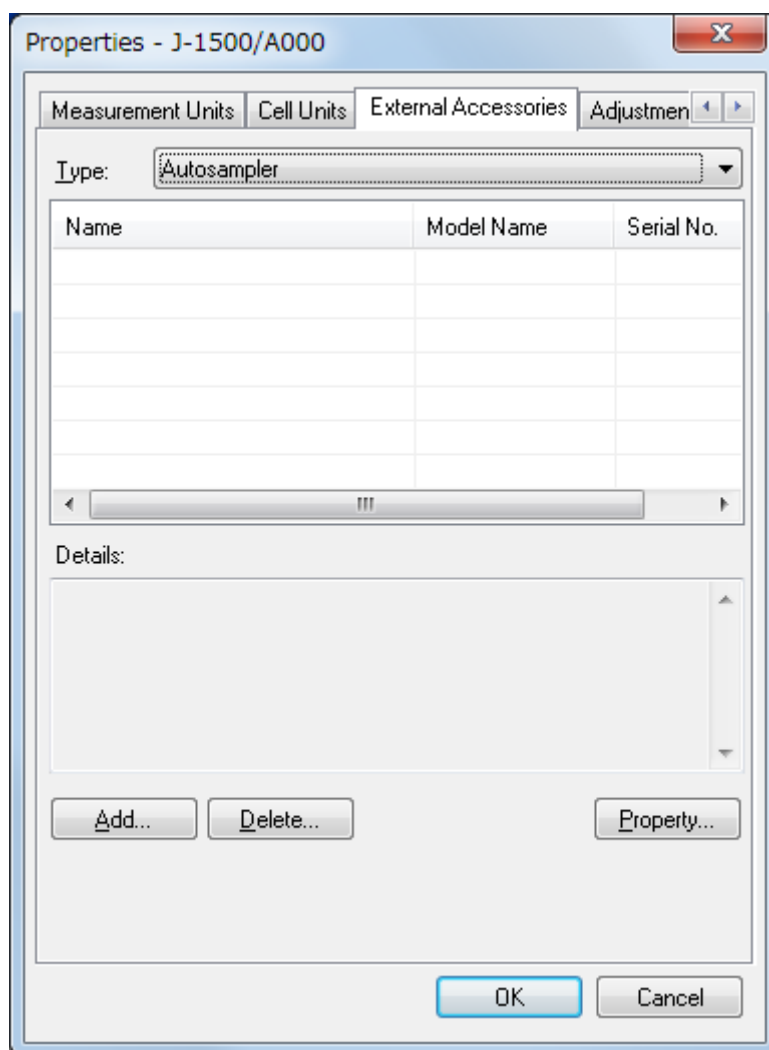 Properties - J-1500/A000
Measurement Units Cell Units External Accessories Adjustmen
Type: Autosampler
Name Model Name Serial No.
Details:
Add... Delete... Property...
OK Cancel